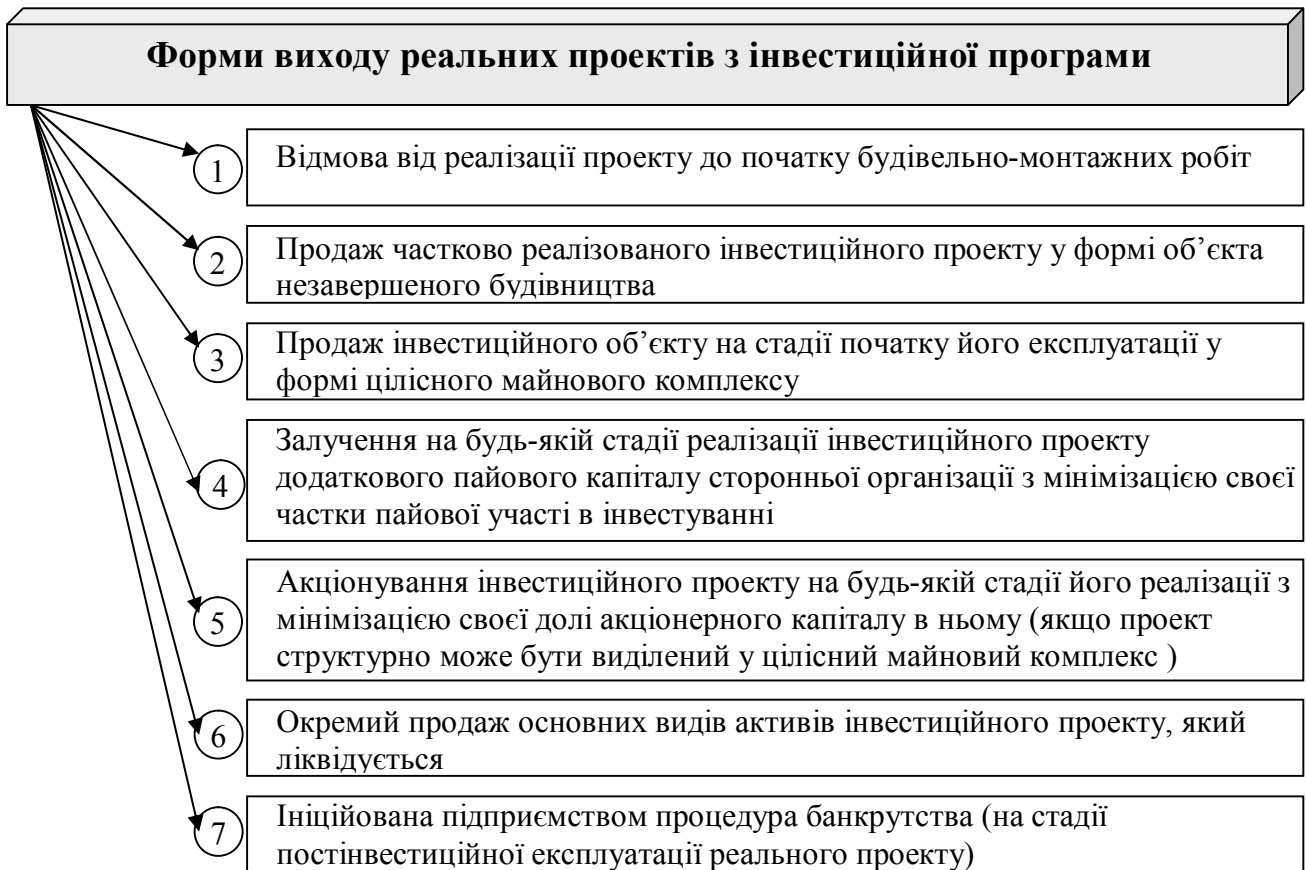 Форми виходу реальних проектів з інвестиційної програми
1
Відмова від реалізації проекту до початку будівельно-монтажних робіт
2
Продаж частково реалізованого інвестиційного проекту у формі об’єкта
незавершеного будівництва
3
Продаж інвестиційного об’єкту на стадії початку його експлуатації у
формі цілісного майнового комплексу
4
Залучення на будь-якій стадії реалізації інвестиційного проекту
додаткового пайового капіталу сторонньої організації з мінімізацією своєї
частки пайової участі в інвестуванні
5
Акціонування інвестиційного проекту на будь-якій стадії його реалізації з
мінімізацією своєї долі акціонерного капіталу в ньому (якщо проект
структурно може бути виділений у цілісний майновий комплекс )
6
Окремий продаж основних видів активів інвестиційного проекту, який
ліквідується
7
Ініційована підприємством процедура банкрутства (на стадії
постінвестиційної експлуатації реального проекту)